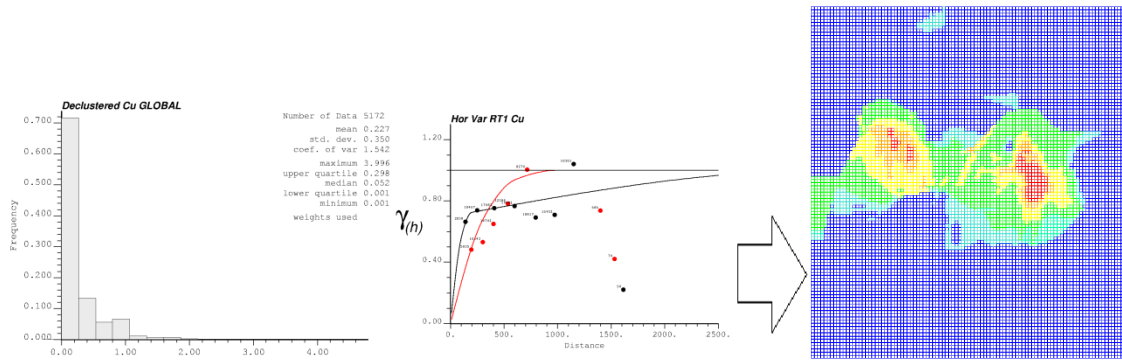 Declustered Cu GLOBAL
Number of Data 5172
mean 0.227
std. dev. 0.350
coef. of var 1.542
maximum 3.996
upper quartile 0.298
median 0.052
lower quartile 0.001
minimum 0.001
weights used
Frequency
0.700
0.600
0.500
0.400
0.300
0.200
0.100
0.000
0.00 1.00 2.00 3.00 4.00
γ(h)
Hor Var RT1 Cu
1.20
0.80
0.40
0.00
0. 500. 1000. 1500. 2000. 2500
Distance